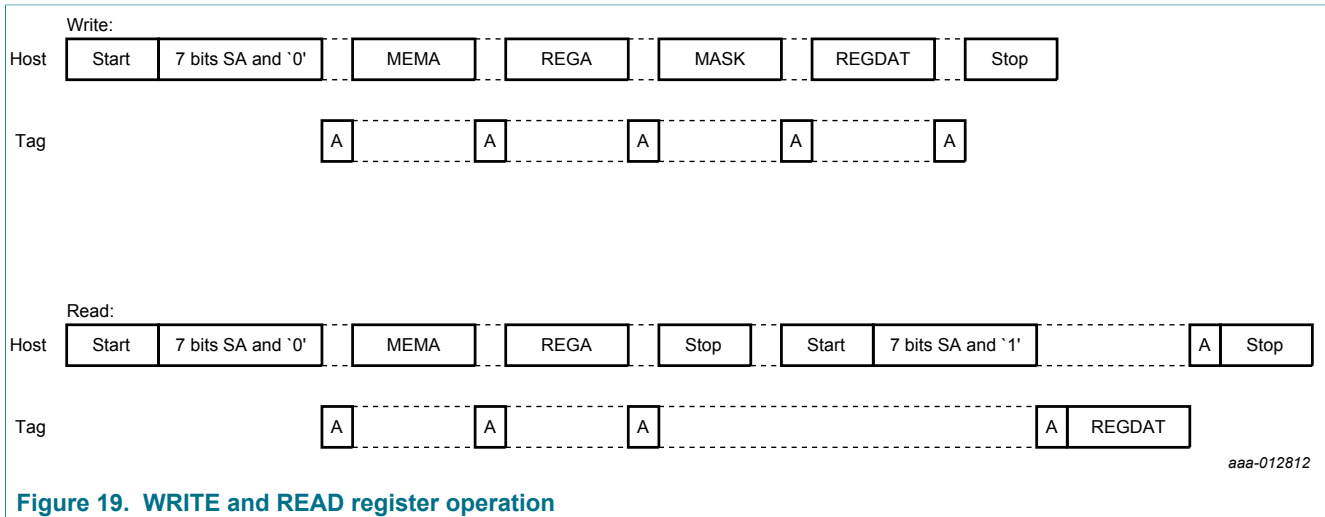 Write:
Host Start 7 bits SA and `0' MEMA REGA MASK REGDAT Stop
Tag A A A A A
Read:
Host Start 7 bits SA and `0' MEMA REGA Stop Start 7 bits SA and `1' A Stop
Tag A A A A REGDAT
aaa-012812
Figure 19. WRITE and READ register operation